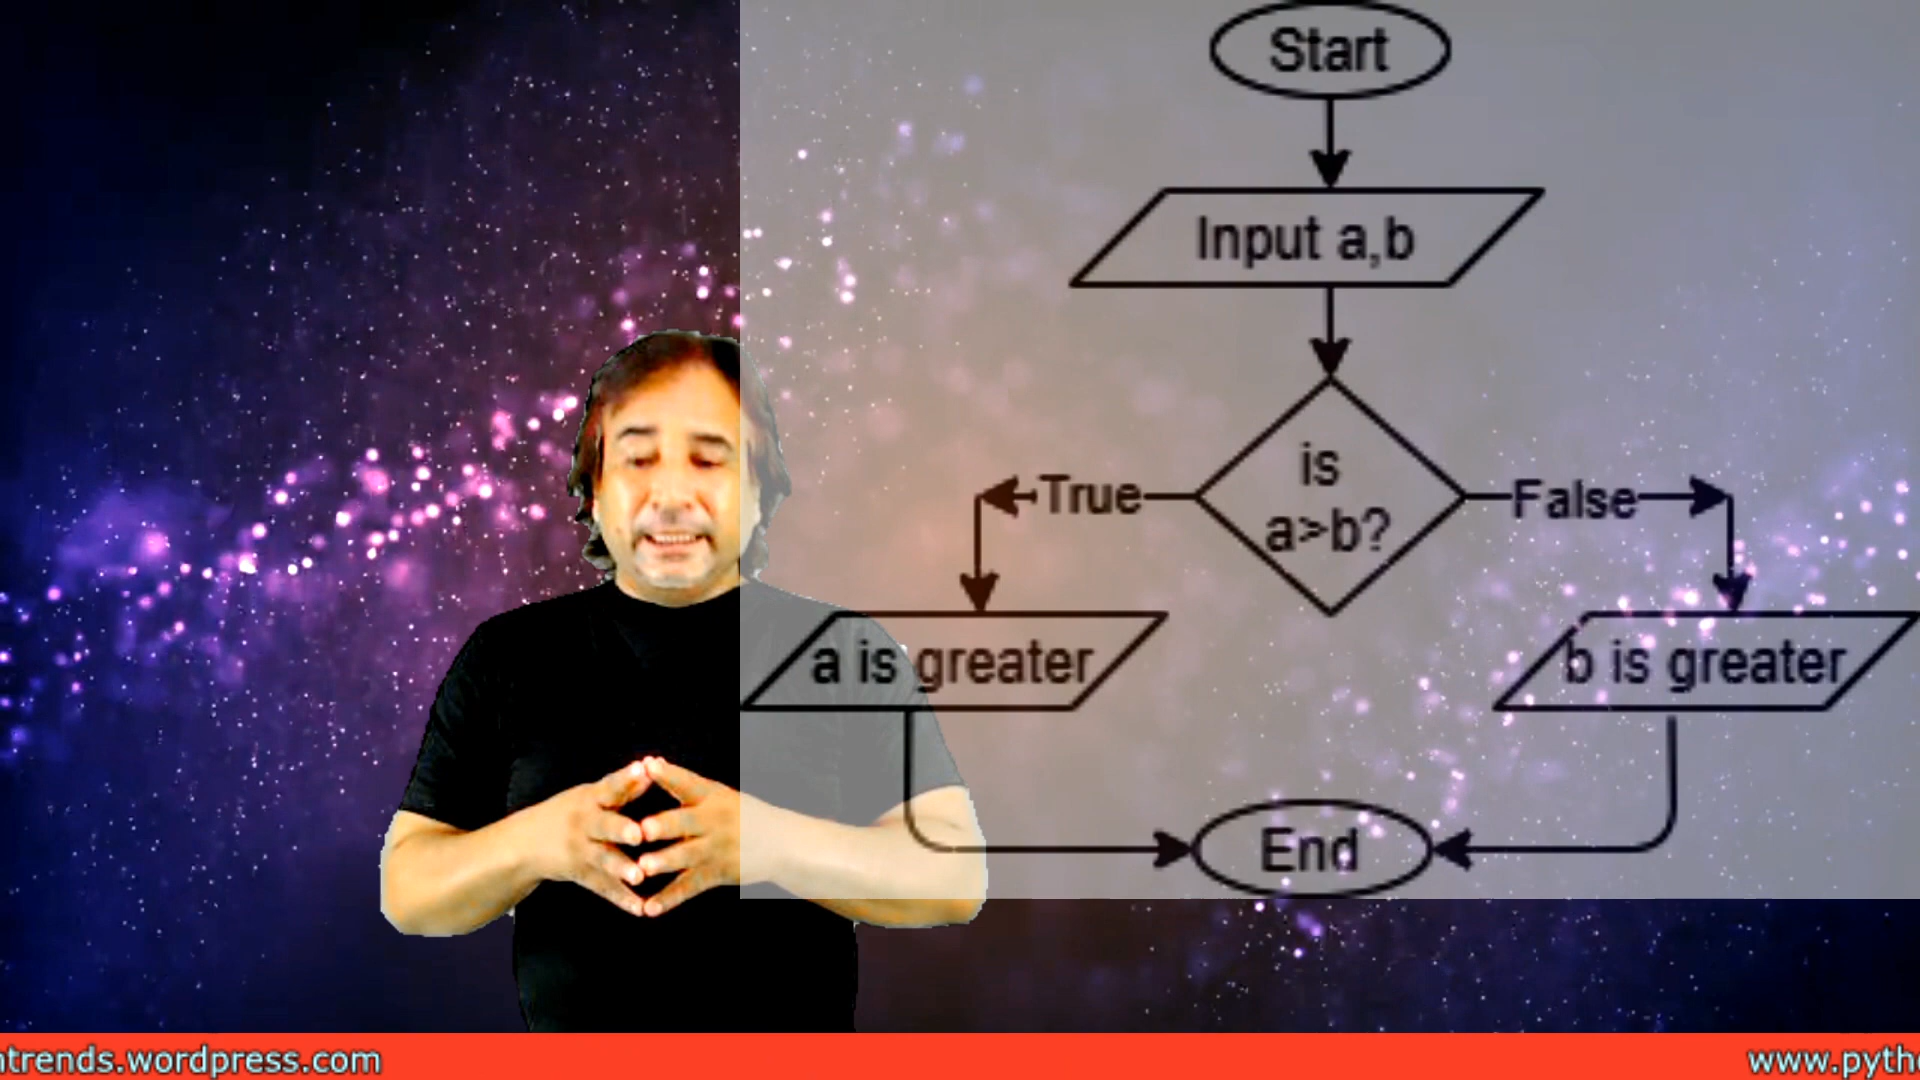 Start
Input a,b
is
a>b?
True
False
a is greater
b is greater
End
ntrends.wordpress.com
www.pyth